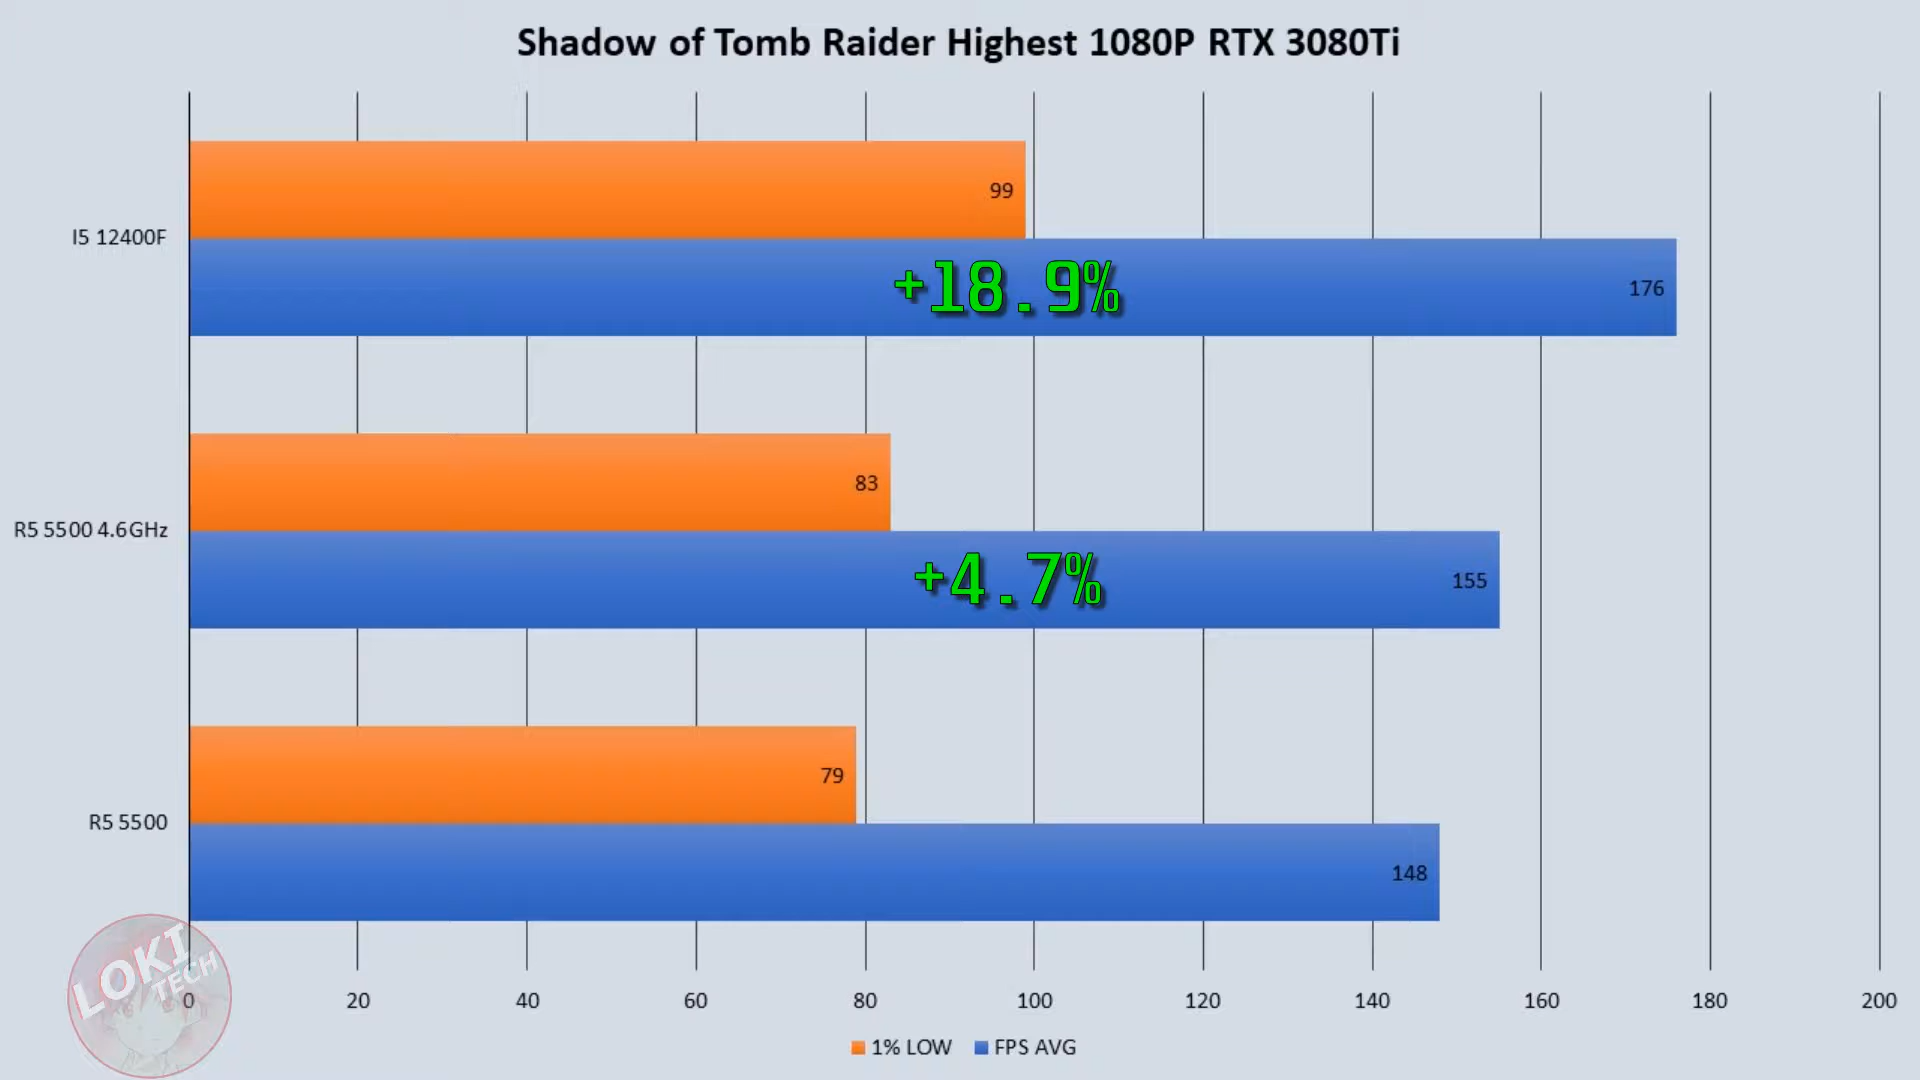 Shadow of Tomb Raider Highest 1080P RTX 3080Ti
99
I5 12400F
+18.9%
176
83
R5 5500 4.6GHz
+4.7%
155
79
R5 5500
148
LOKI
TECH
0 20 40 60 80 100 120 140 160 180 200
1% LOW FPS AVG